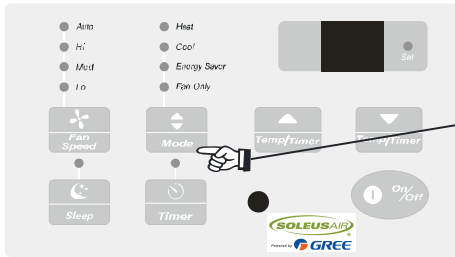 Auto
Hi
Med
Lo
Heat
Cool
Energy Saver
Fan Only
Set
Fan
Speed
Mode
Temp/Timer
Temp/Timer
Sleep
Timer
On/Off
SOLEUSAIR
Powered by GREE